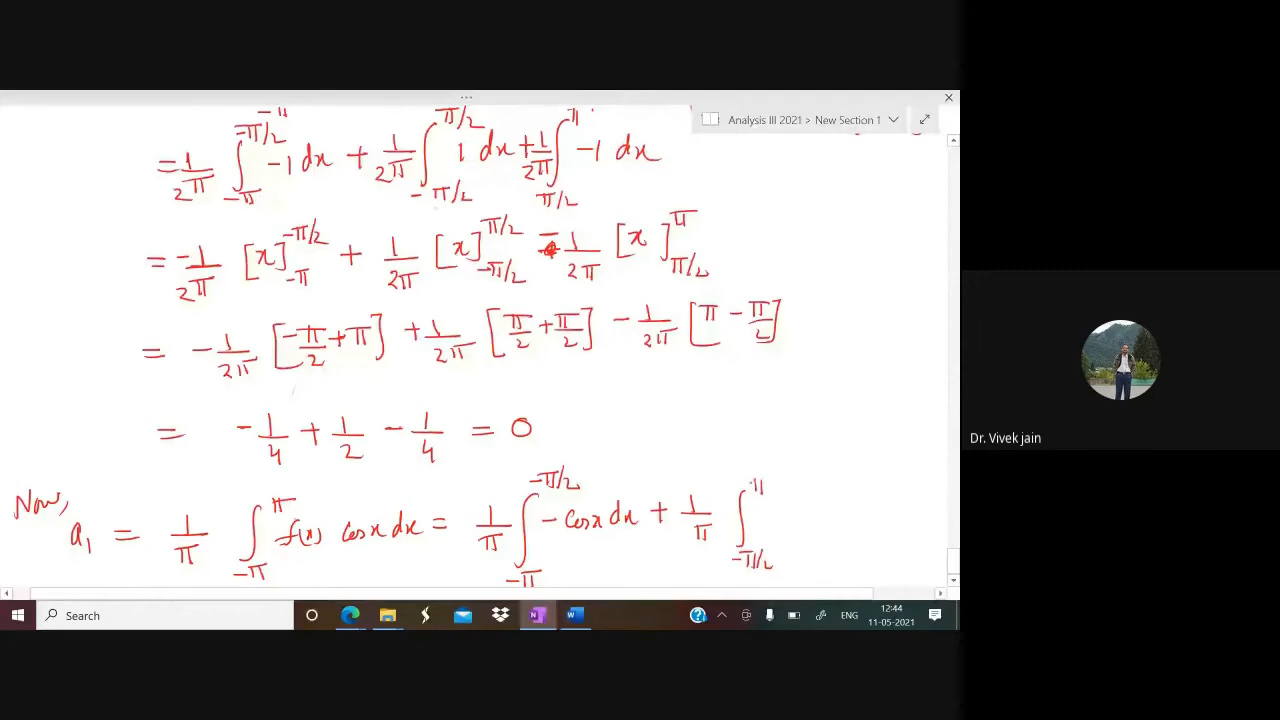 Analysis III 2021 > New Section 1
= 1/2π ∫_{-π}^{-π/2} -1 dx + 1/2π ∫_{-π/2}^{π/2} 1 dx + 1/2π ∫_{π/2}^{π} -1 dx
= -1/2π [x]_{-π}^{-π/2} + 1/2π [x]_{-π/2}^{π/2} - 1/2π [x]_{π/2}^{π}
= -1/2π [-π/2 + π] + 1/2π [π/2 + π/2] - 1/2π [π - π/2]
= -1/4 + 1/2 - 1/4 = 0
Now,
a₁ = 1/π ∫_{-π}^{π} f(x) cosx dx = 1/π ∫_{-π}^{-π/2} -cosx dx + 1/π ∫_{-π/2}^{π}
Dr. Vivek jain
Search
ENG
12:44
11-05-2021